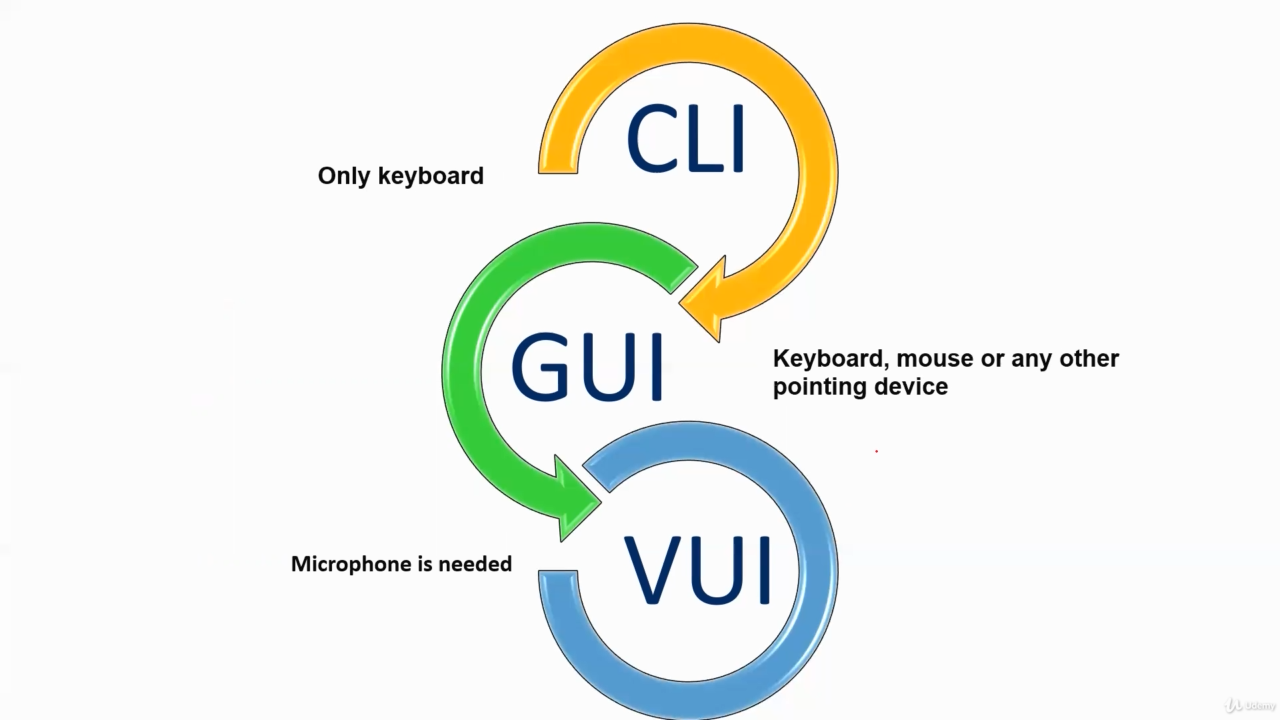 CLI
Only keyboard
GUI
Keyboard, mouse or any other
pointing device
VUI
Microphone is needed
Udemy